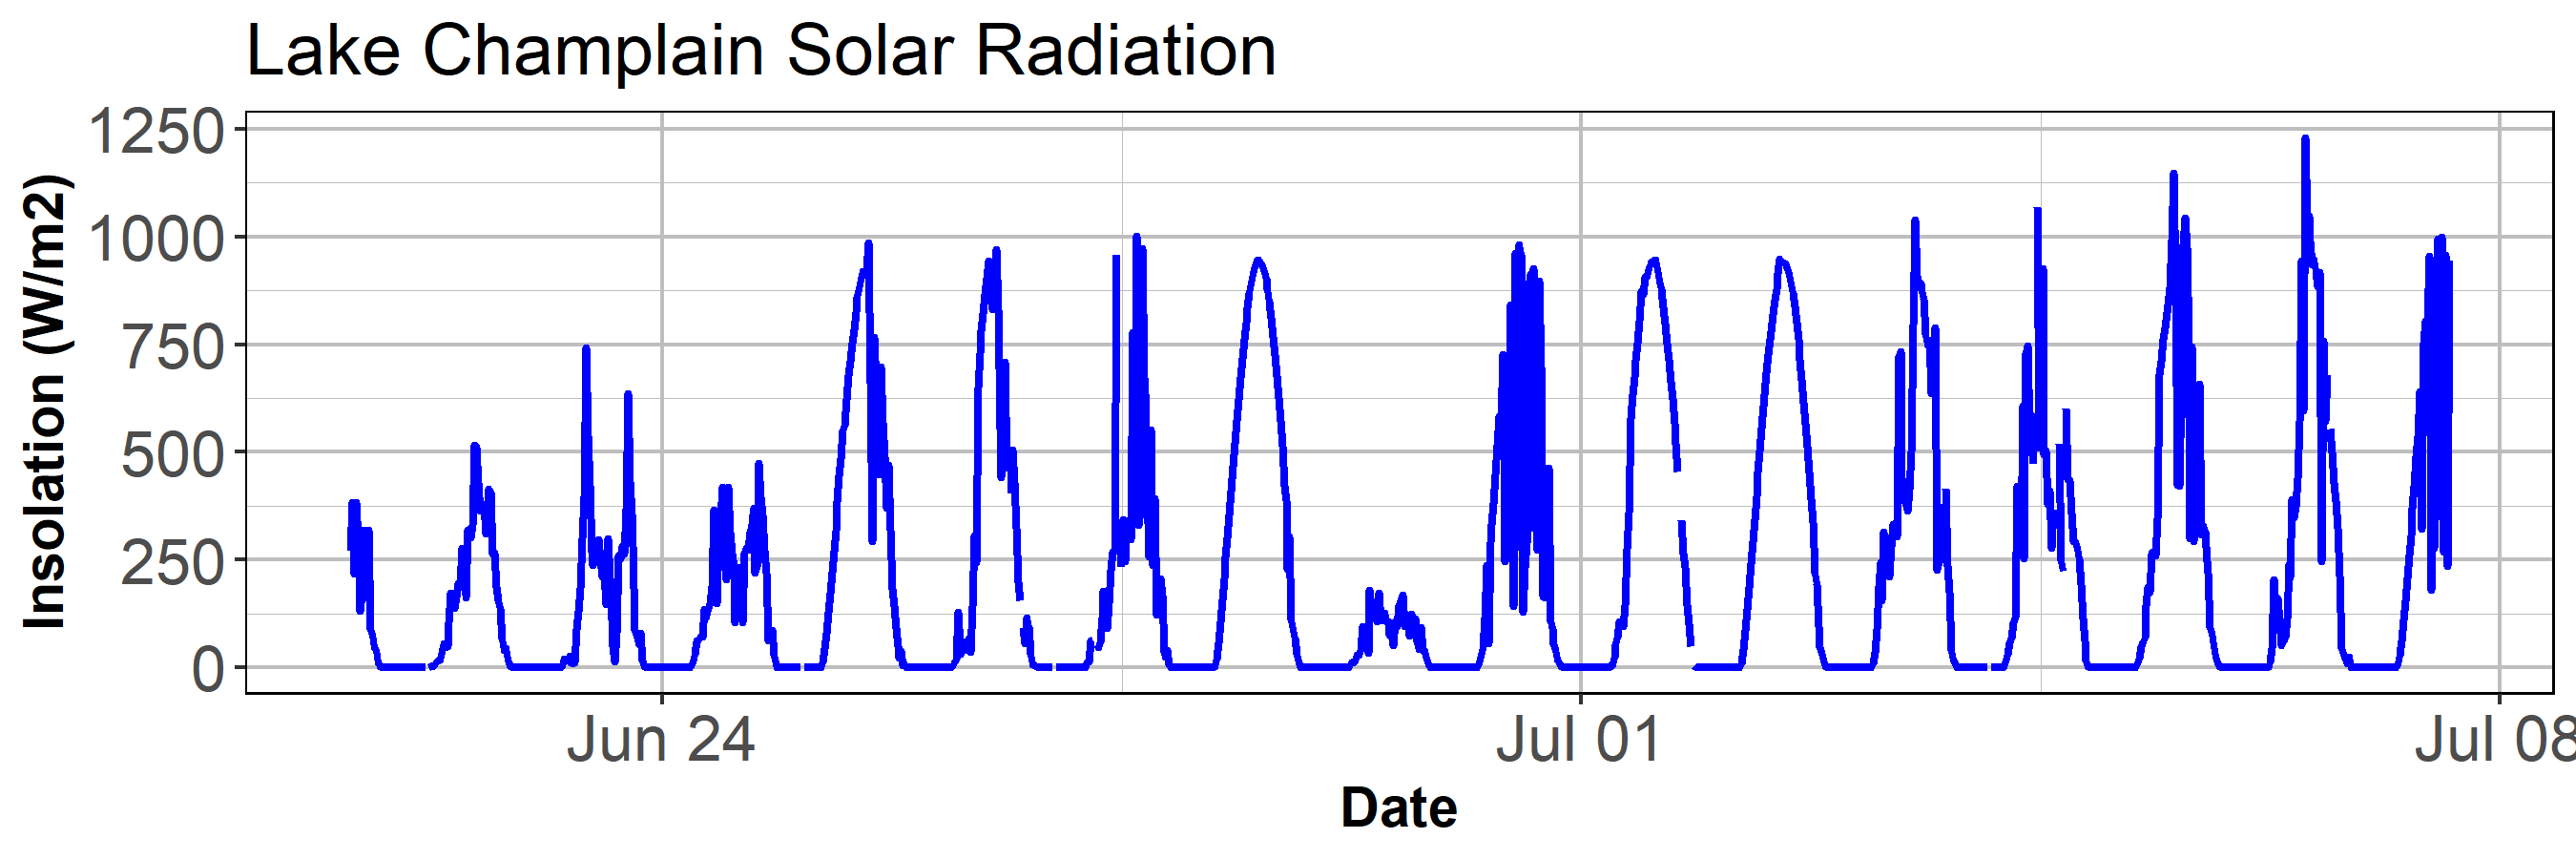 Lake Champlain Solar Radiation
1250
1000
750
500
250
0
Insolation (W/m2)
Jun 24
Jul 01
Jul 08
Date